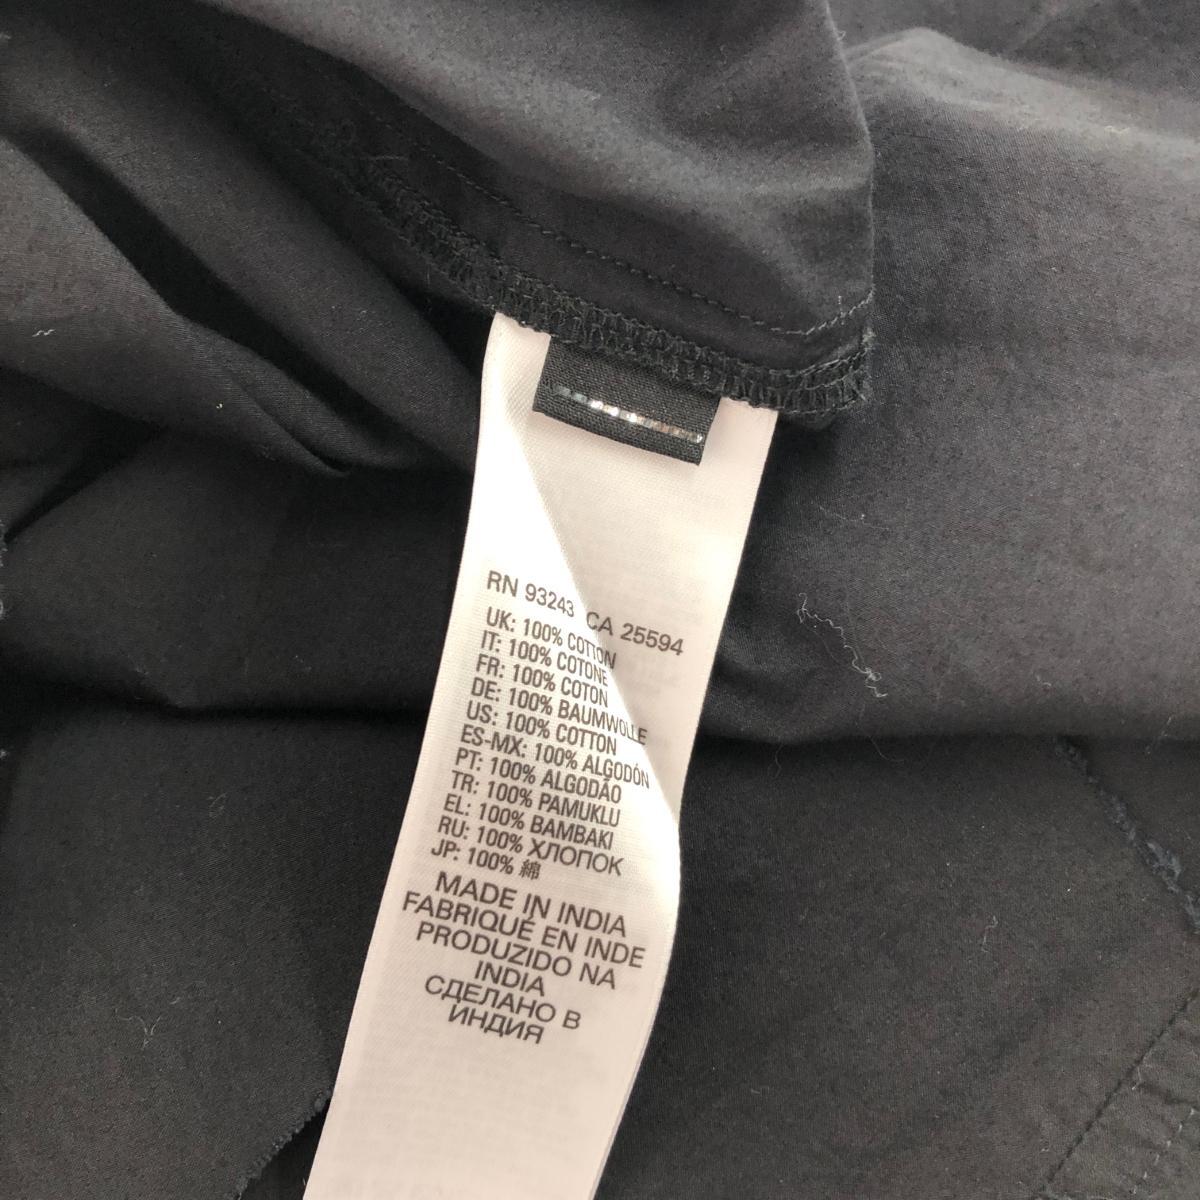 RN 93243 CA 25594
UK: 100% COTTON
IT: 100% COTONE
FR: 100% COTON
DE: 100% BAUMWOLLE
US: 100% COTTON
ES-MX: 100% ALGODÓN
PT: 100% ALGODÃO
TR: 100% PAMUKLU
EL: 100% BAMBAKI
RU: 100% ХЛОПОК
JP: 100% 綿
MADE IN INDIA
FABRIQUÉ EN INDE
PRODUZIDO NA
INDIA
СДЕЛАНО В
ИНДИЯ